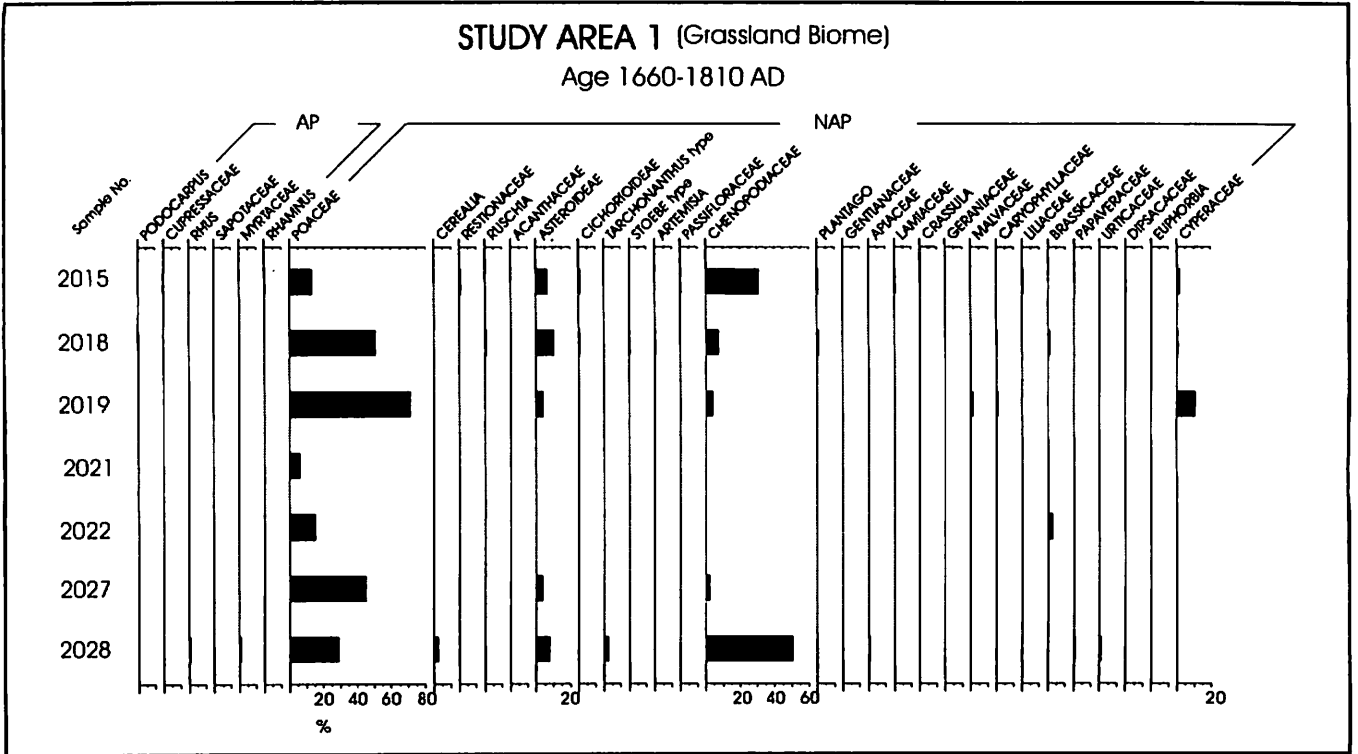 STUDY AREA 1 (Grassland Biome)
Age 1660-1810 AD
AP
NAP
Sample No.
PODOCARPUS
CUPRESSACEAE
RHUS
SAPOTACEAE
MYRTACEAE
RHAMNUS
POACEAE
CEREALIA
RESTIONACEAE
RUSCHIA
ACANTHACEAE
ASTEROIDEAE
CICHORIOIDEAE
TARCHONANTHUS type
STOEBE type
ARTEMISIA
PASSIFLORACEAE
CHENOPODIACEAE
PLANTAGO
GENTIANACEAE
APIACEAE
LAMIACEAE
CRASSULA
GERANIACEAE
MALVACEAE
CARYOPHYLLACEAE
LILIACEAE
BRASSICACEAE
PAPAVERACEAE
URTICACEAE
DIPSACACEAE
EUPHORBIA
CYPERACEAE
2015
2018
2019
2021
2022
2027
2028
20 40 60 80 20 20 40 60 20
%